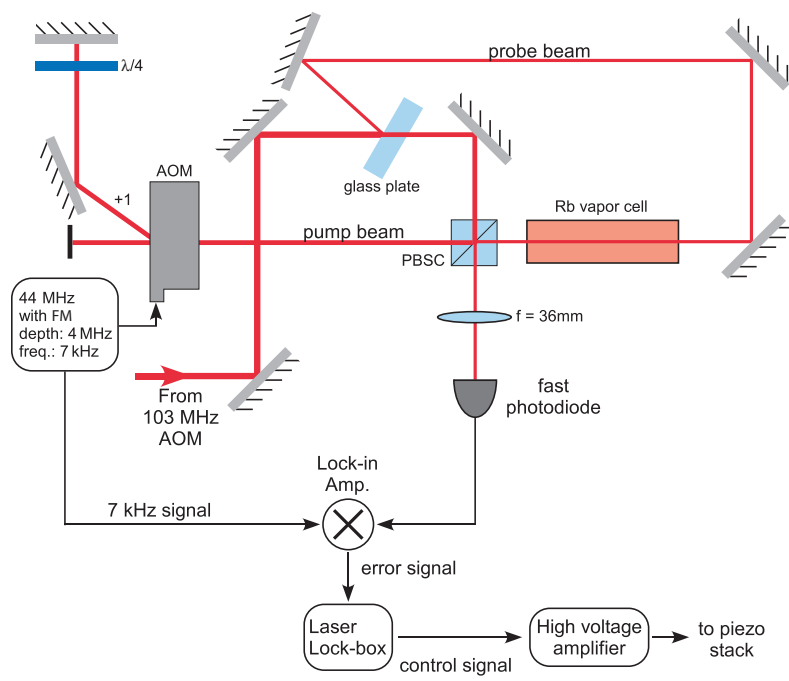 probe beam
λ/4
AOM
glass plate
+1
Rb vapor cell
pump beam
PBSC
44 MHz
with FM
depth: 4 MHz
freq.: 7 kHz
f = 36mm
From
103 MHz
AOM
fast
photodiode
Lock-in
Amp.
7 kHz signal
error signal
Laser
Lock-box
control signal
High voltage
amplifier
to piezo
stack